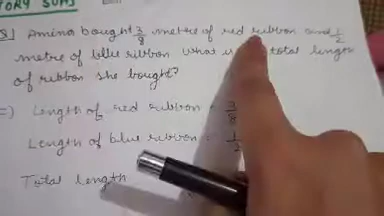 TORY SUMS
Q] Amina bought 3/8 metre of red ribbon and 1/2
metre of blue ribbon what is total length
of ribbon she bought?
=) Length of red ribbon = 3/8
Length of blue ribbon = 1/2
Total length